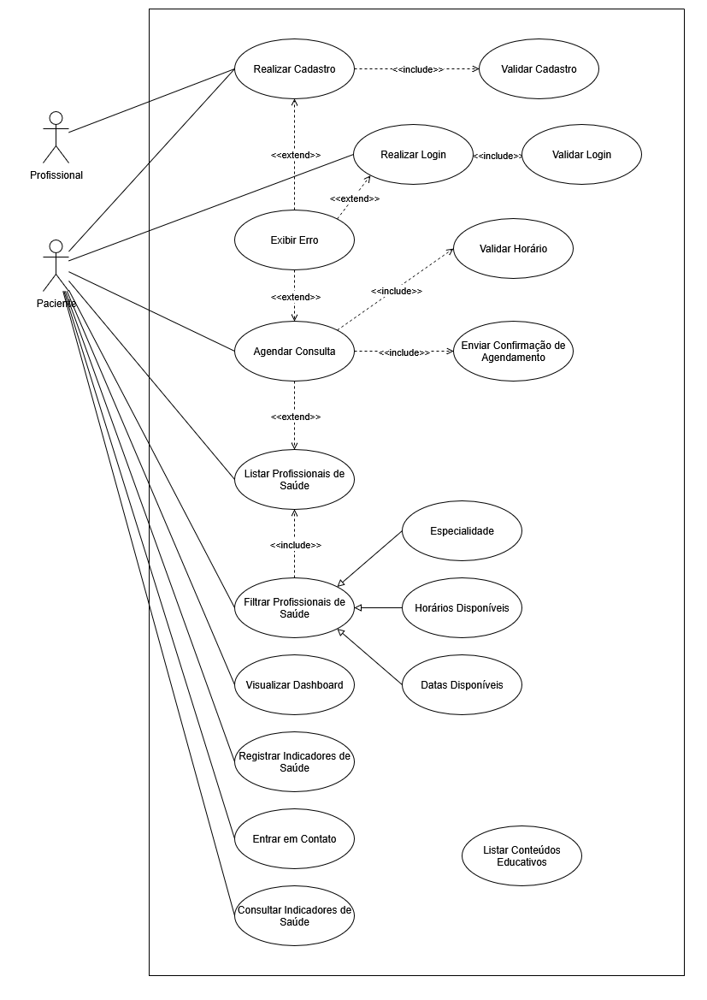 Realizar Cadastro
<<include>>
Validar Cadastro
Profissional
<<extend>>
Realizar Login
<<include>>
Validar Login
<<extend>>
Exibir Erro
Validar Horário
Paciente
<<extend>>
<<include>>
Agendar Consulta
<<include>>
Enviar Confirmação de
Agendamento
<<extend>>
Listar Profissionais de
Saúde
<<include>>
Especialidade
Filtrar Profissionais de
Saúde
Horários Disponíveis
Visualizar Dashboard
Datas Disponíveis
Registrar Indicadores de
Saúde
Entrar em Contato
Listar Conteúdos
Educativos
Consultar Indicadores de
Saúde